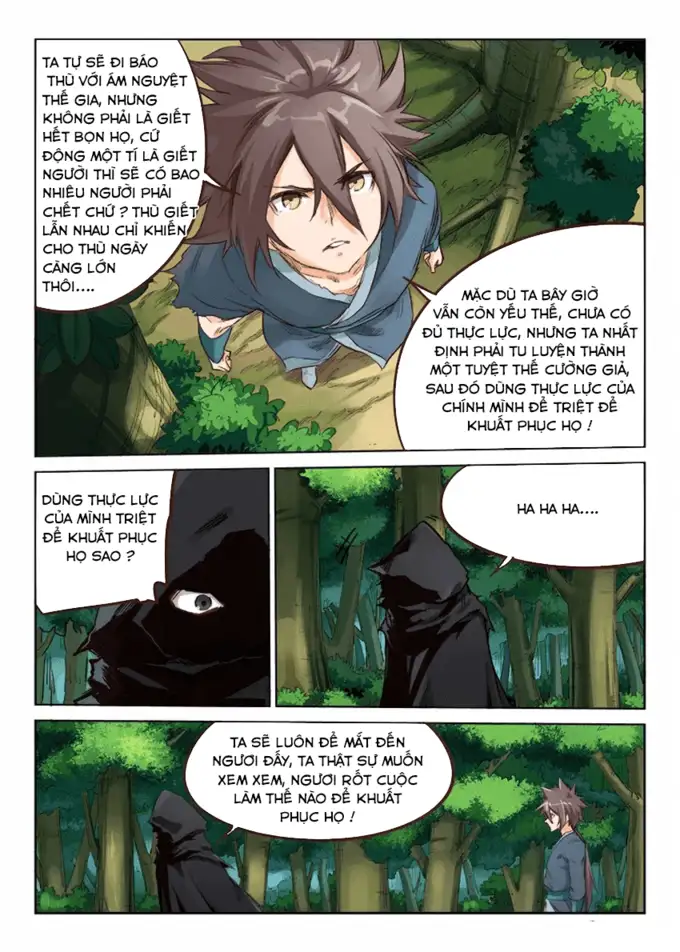 TA TỰ SẼ ĐI BÁO
THÙ VỚI ÁM NGUYỆT
THẾ GIA, NHƯNG
KHÔNG PHẢI LÀ GIẾT
HẾT BỌN HỌ, CỨ
ĐỘNG MỘT TÍ LÀ GIẾT
NGƯỜI THÌ SẼ CÓ BAO
NHIÊU NGƯỜI PHẢI
CHẾT CHỨ ? THÙ GIẾT
LẪN NHAU CHỈ KHIẾN
CHO THÙ NGÀY
CÀNG LỚN
THÔI....
MẶC DÙ TA BÂY GIỜ
VẪN CÒN YẾU THẾ, CHƯA CÓ
ĐỦ THỰC LỰC, NHƯNG TA NHẤT
ĐỊNH PHẢI TU LUYỆN THÀNH
MỘT TUYỆT THẾ CƯỜNG GIẢ,
SAU ĐÓ DÙNG THỰC LỰC CỦA
CHÍNH MÌNH ĐỂ TRIỆT ĐỂ
KHUẤT PHỤC HỌ !
DÙNG THỰC LỰC
CỦA MÌNH TRIỆT
ĐỂ KHUẤT PHỤC
HỌ SAO ?
HA HA HA....
TA SẼ LUÔN ĐỂ MẮT ĐẾN
NGƯƠI ĐẤY, TA THẬT SỰ MUỐN
XEM XEM, NGƯƠI RỐT CUỘC
LÀM THẾ NÀO ĐỂ KHUẤT
PHỤC HỌ !